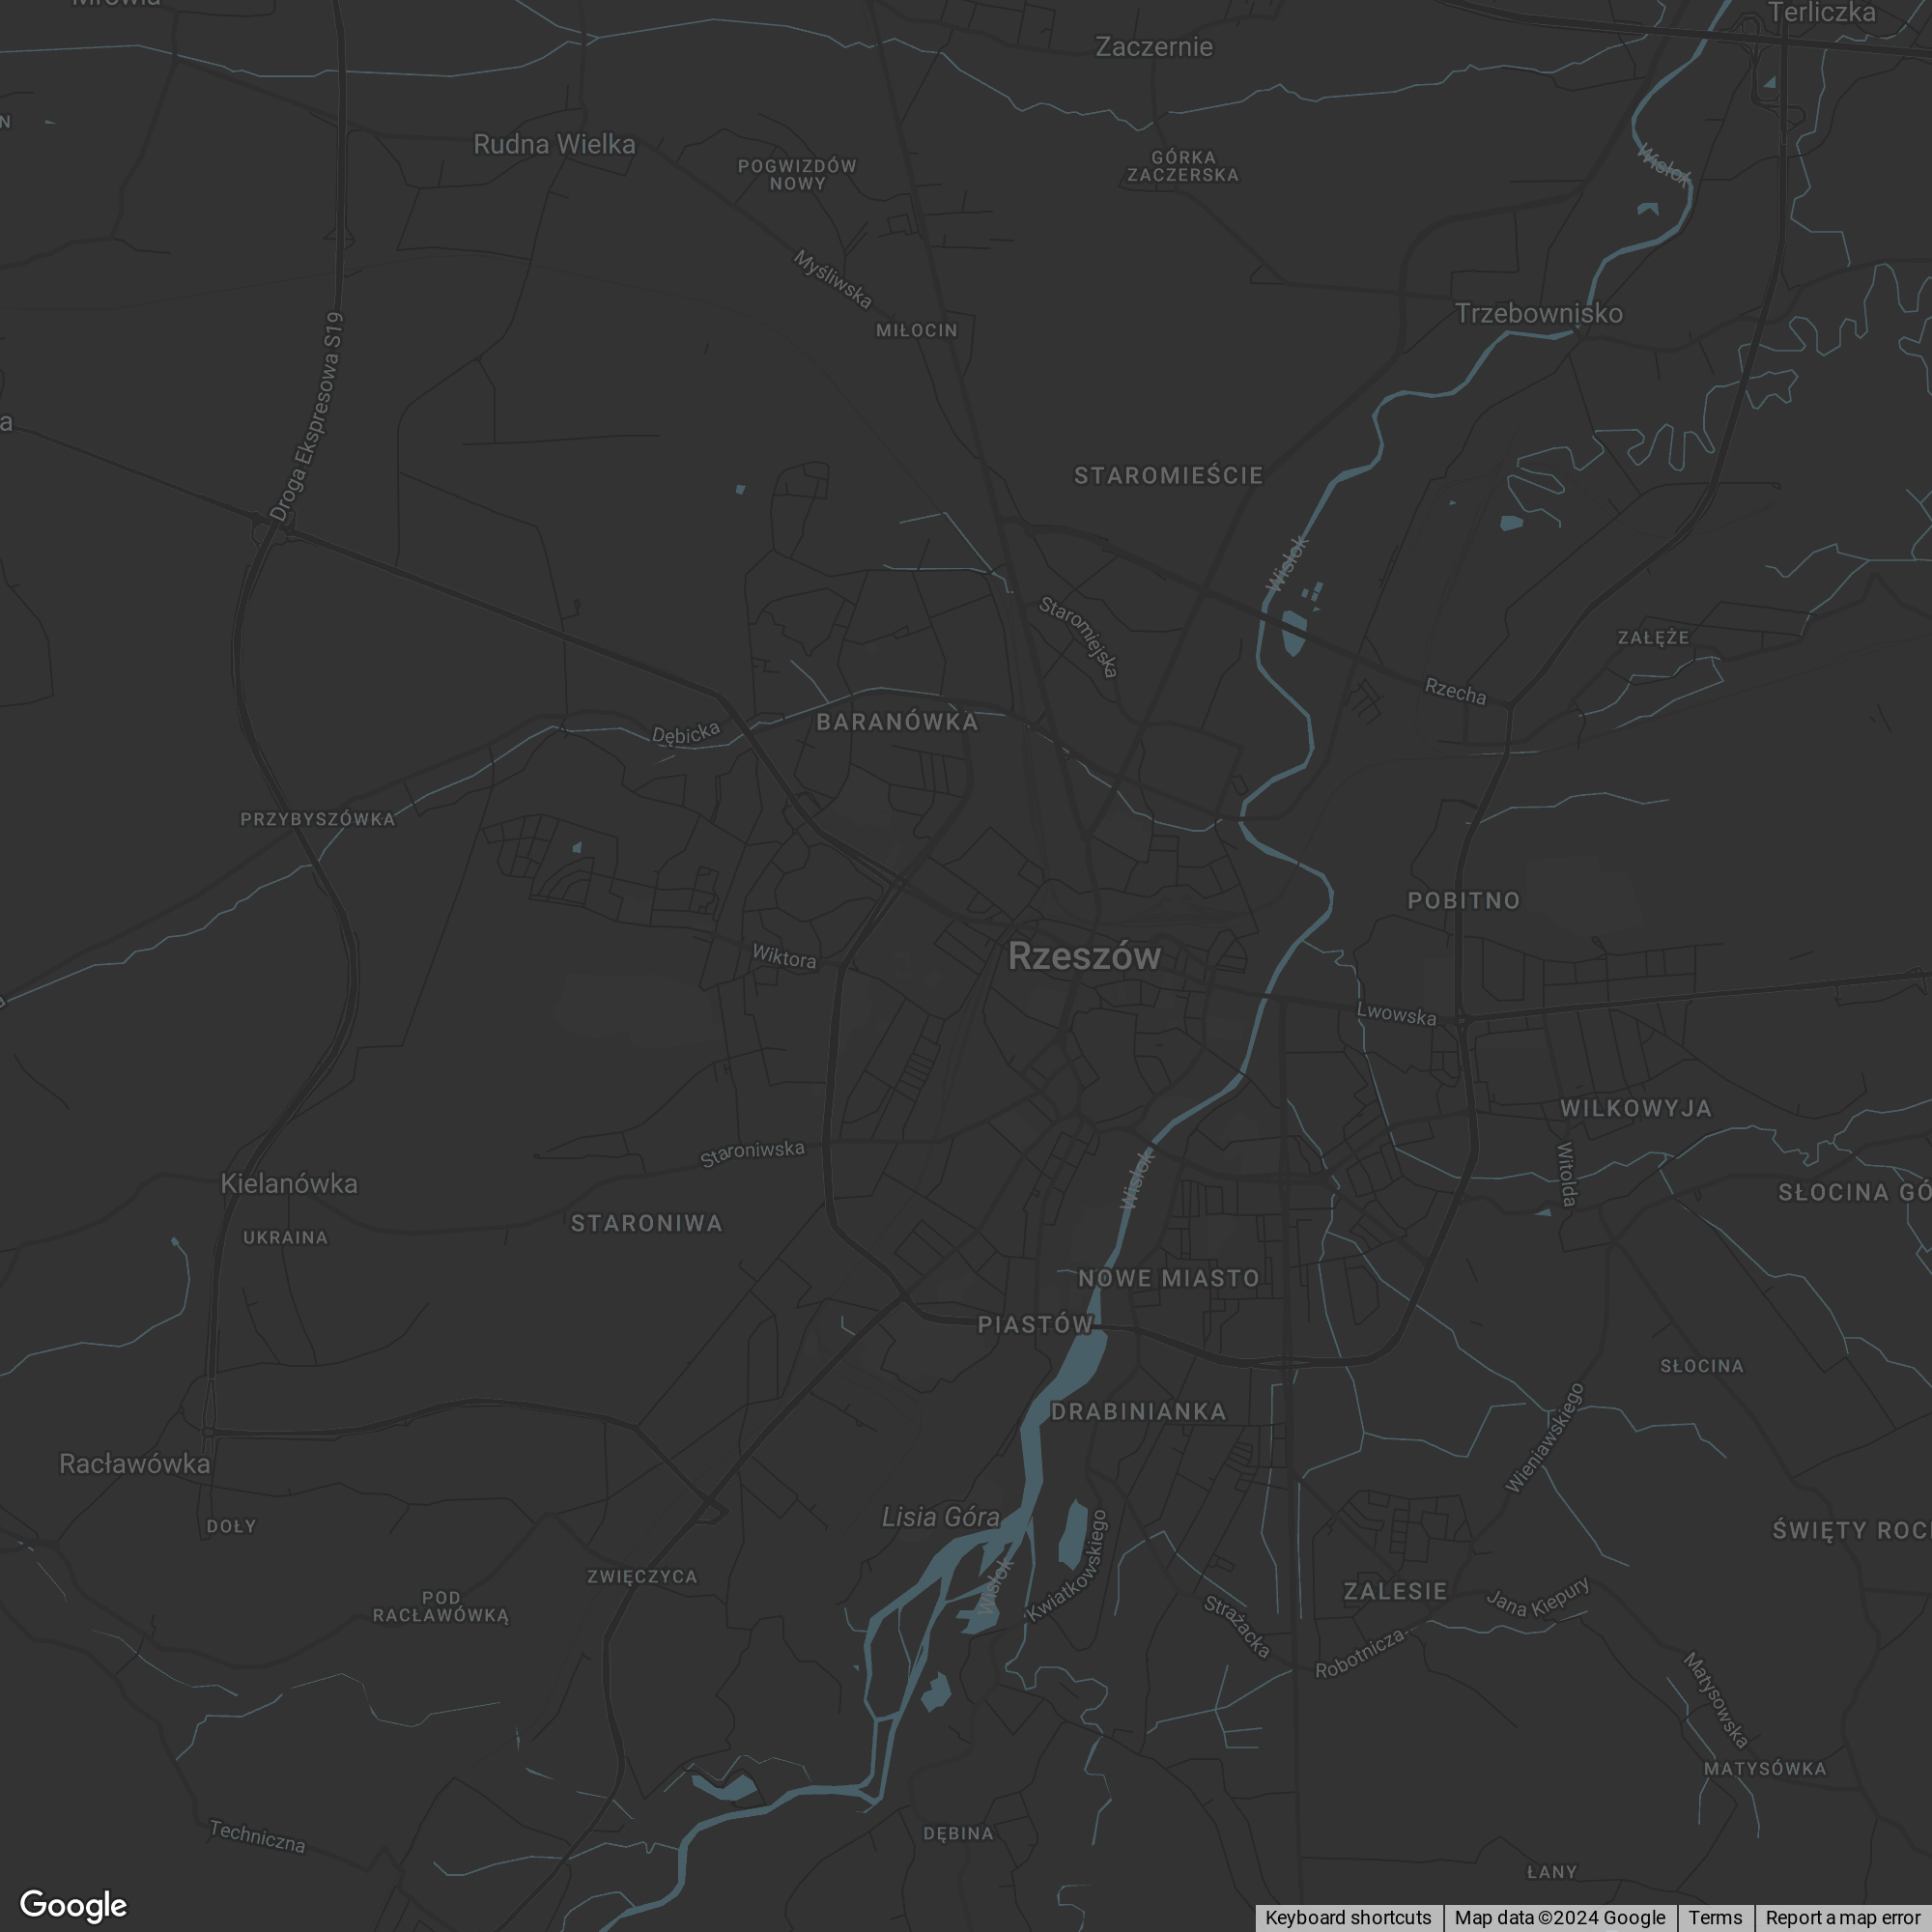 Terliczka
Zaczernie
Rudna Wielka
POGWIZDÓW
NOWY
GÓRKA
ZACZERSKA
Wisłok
Myśliwska
MIŁOCIN
Trzebownisko
Droga Ekspresowa S19
STAROMIEŚCIE
Wisłok
Staromiejska
ZAŁĘŻE
Rzecha
Dębicka
BARANÓWKA
PRZYBYSZÓWKA
POBITNO
Wiktora
Rzeszów
Lwowska
WILKOWYJA
Staroniwska
Wisłok
Witolda
Kielanówka
SŁOCINA GÓ
STARONIWA
UKRAINA
NOWE MIASTO
PIASTÓW
SŁOCINA
DRABINIANKA
Wieniawskiego
Racławówka
Lisia Góra
DOŁY
ŚWIĘTY ROC
Kwiatkowskiego
ZWIĘCZYCA
Wisłok
ZALESIE
Jana Kiepury
POD
RACŁAWÓWKĄ
Strażacka
Robotnicza
Matysowska
MATYSÓWKA
Techniczna
DĘBINA
ŁANY
Google
Keyboard shortcuts
Map data ©2024 Google
Terms
Report a map error